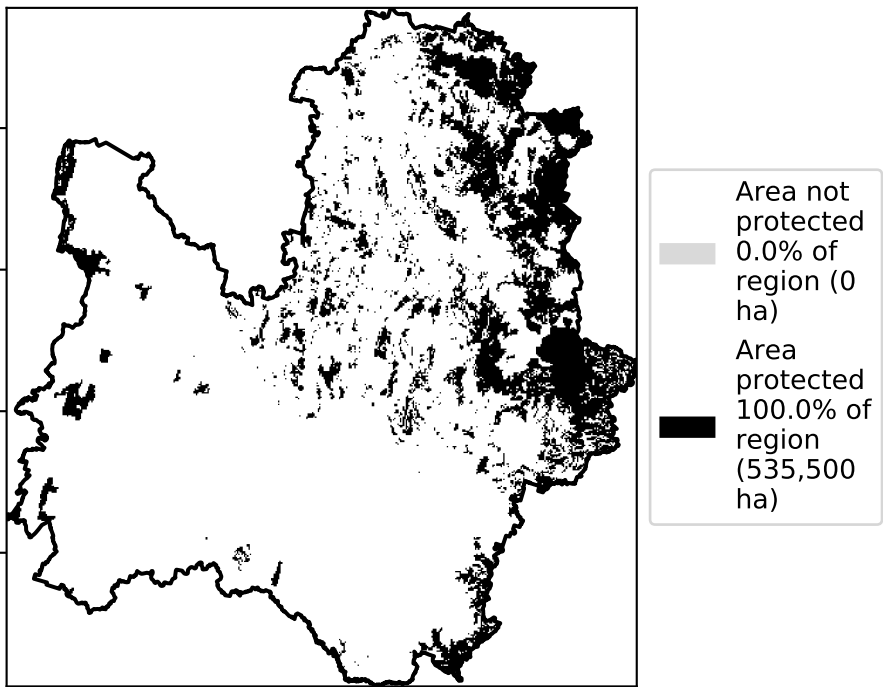 Area not
protected
0.0% of
region (0
ha)
Area
protected
100.0% of
region
(535,500
ha)